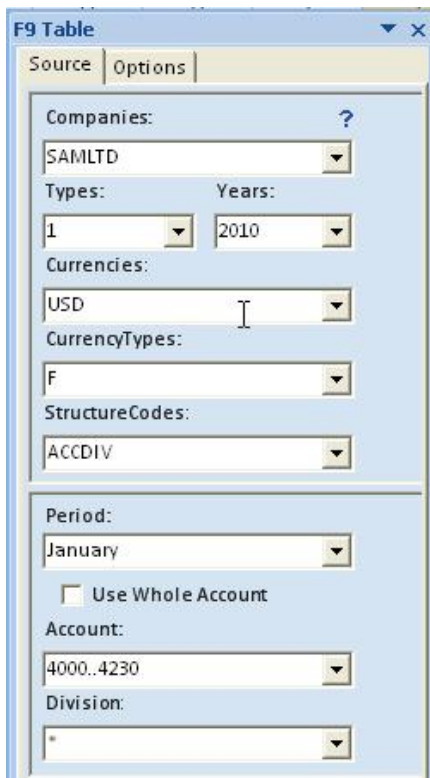 F9 Table
Source Options
Companies: ?
SAMLTD
Types: Years:
1 2010
Currencies:
USD
CurrencyTypes:
F
StructureCodes:
ACCDIV
Period:
January
Use Whole Account
Account:
4000..4230
Division:
*